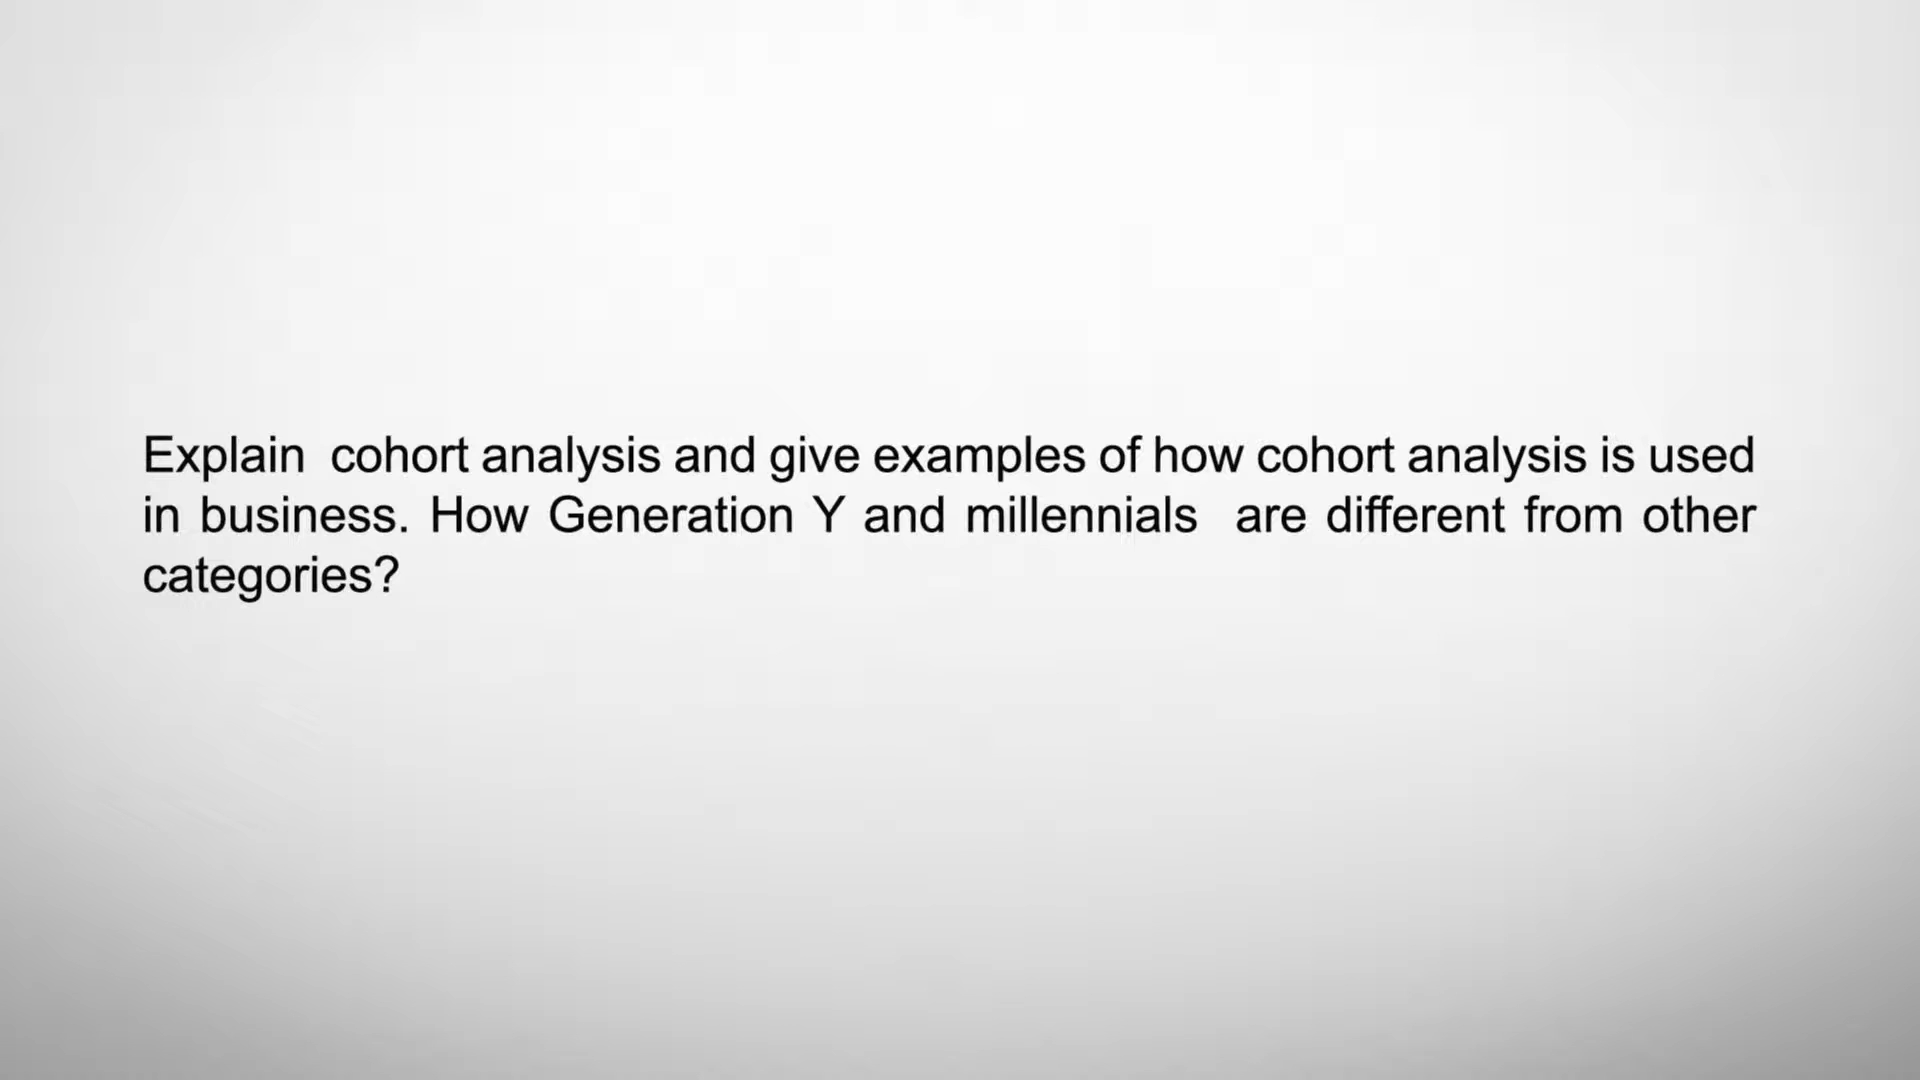 Explain cohort analysis and give examples of how cohort analysis is used
in business. How Generation Y and millennials are different from other
categories?